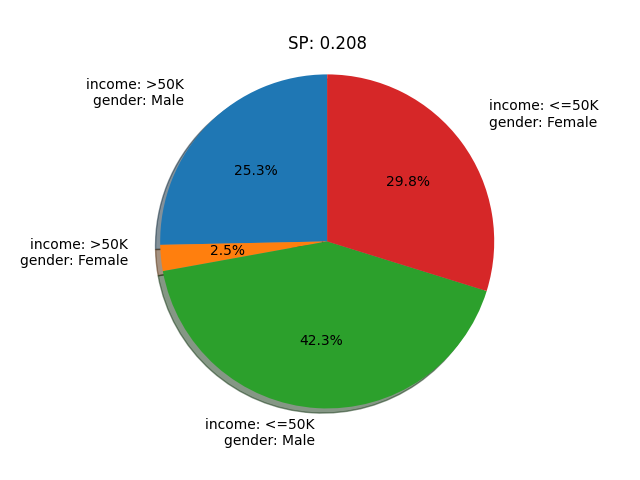 SP: 0.208
income: >50K
gender: Male
income: <=50K
gender: Female
25.3%
29.8%
income: >50K
gender: Female
2.5%
42.3%
income: <=50K
gender: Male